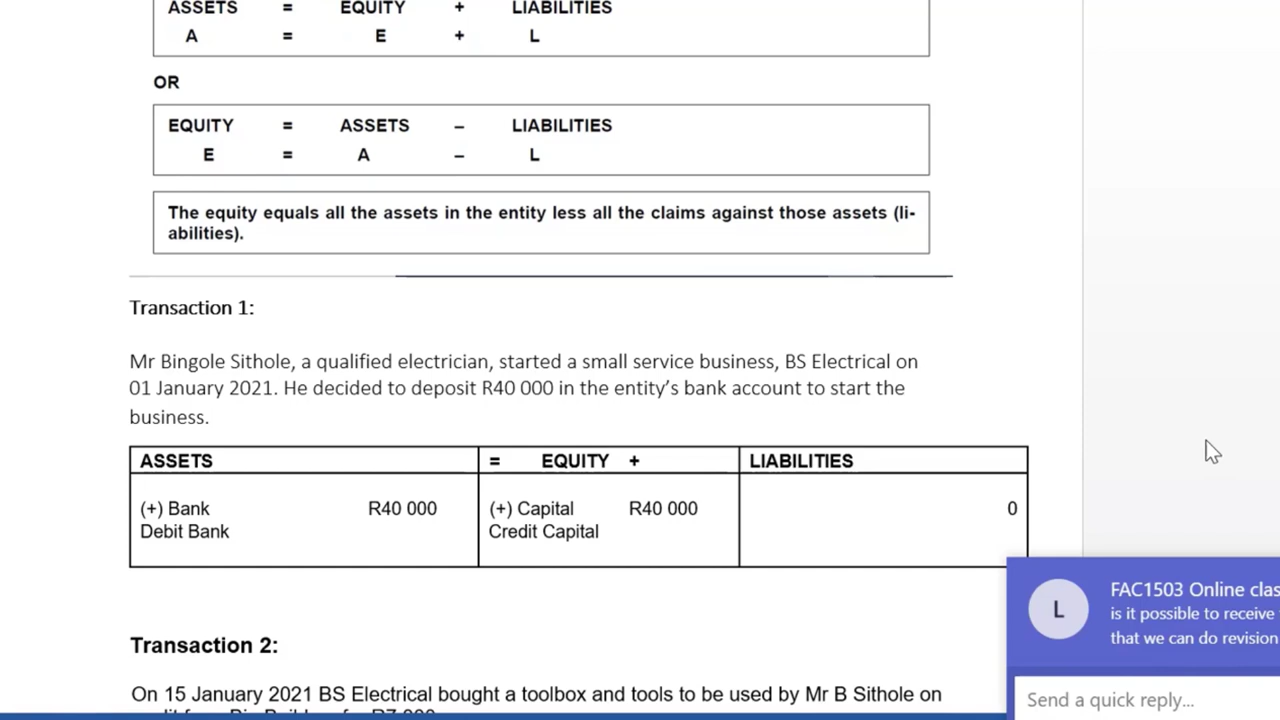 ASSETS = EQUITY + LIABILITIES
A = E + L
OR
EQUITY = ASSETS – LIABILITIES
E = A – L
The equity equals all the assets in the entity less all the claims against those assets (li-
abilities).
Transaction 1:
Mr Bingole Sithole, a qualified electrician, started a small service business, BS Electrical on
01 January 2021. He decided to deposit R40 000 in the entity’s bank account to start the
business.
ASSETS = EQUITY + LIABILITIES
(+) Bank R40 000 (+) Capital R40 000 0
Debit Bank Credit Capital
Transaction 2:
On 15 January 2021 BS Electrical bought a toolbox and tools to be used by Mr B Sithole on
L
FAC1503 Online clas
is it possible to receive
that we can do revision
Send a quick reply...